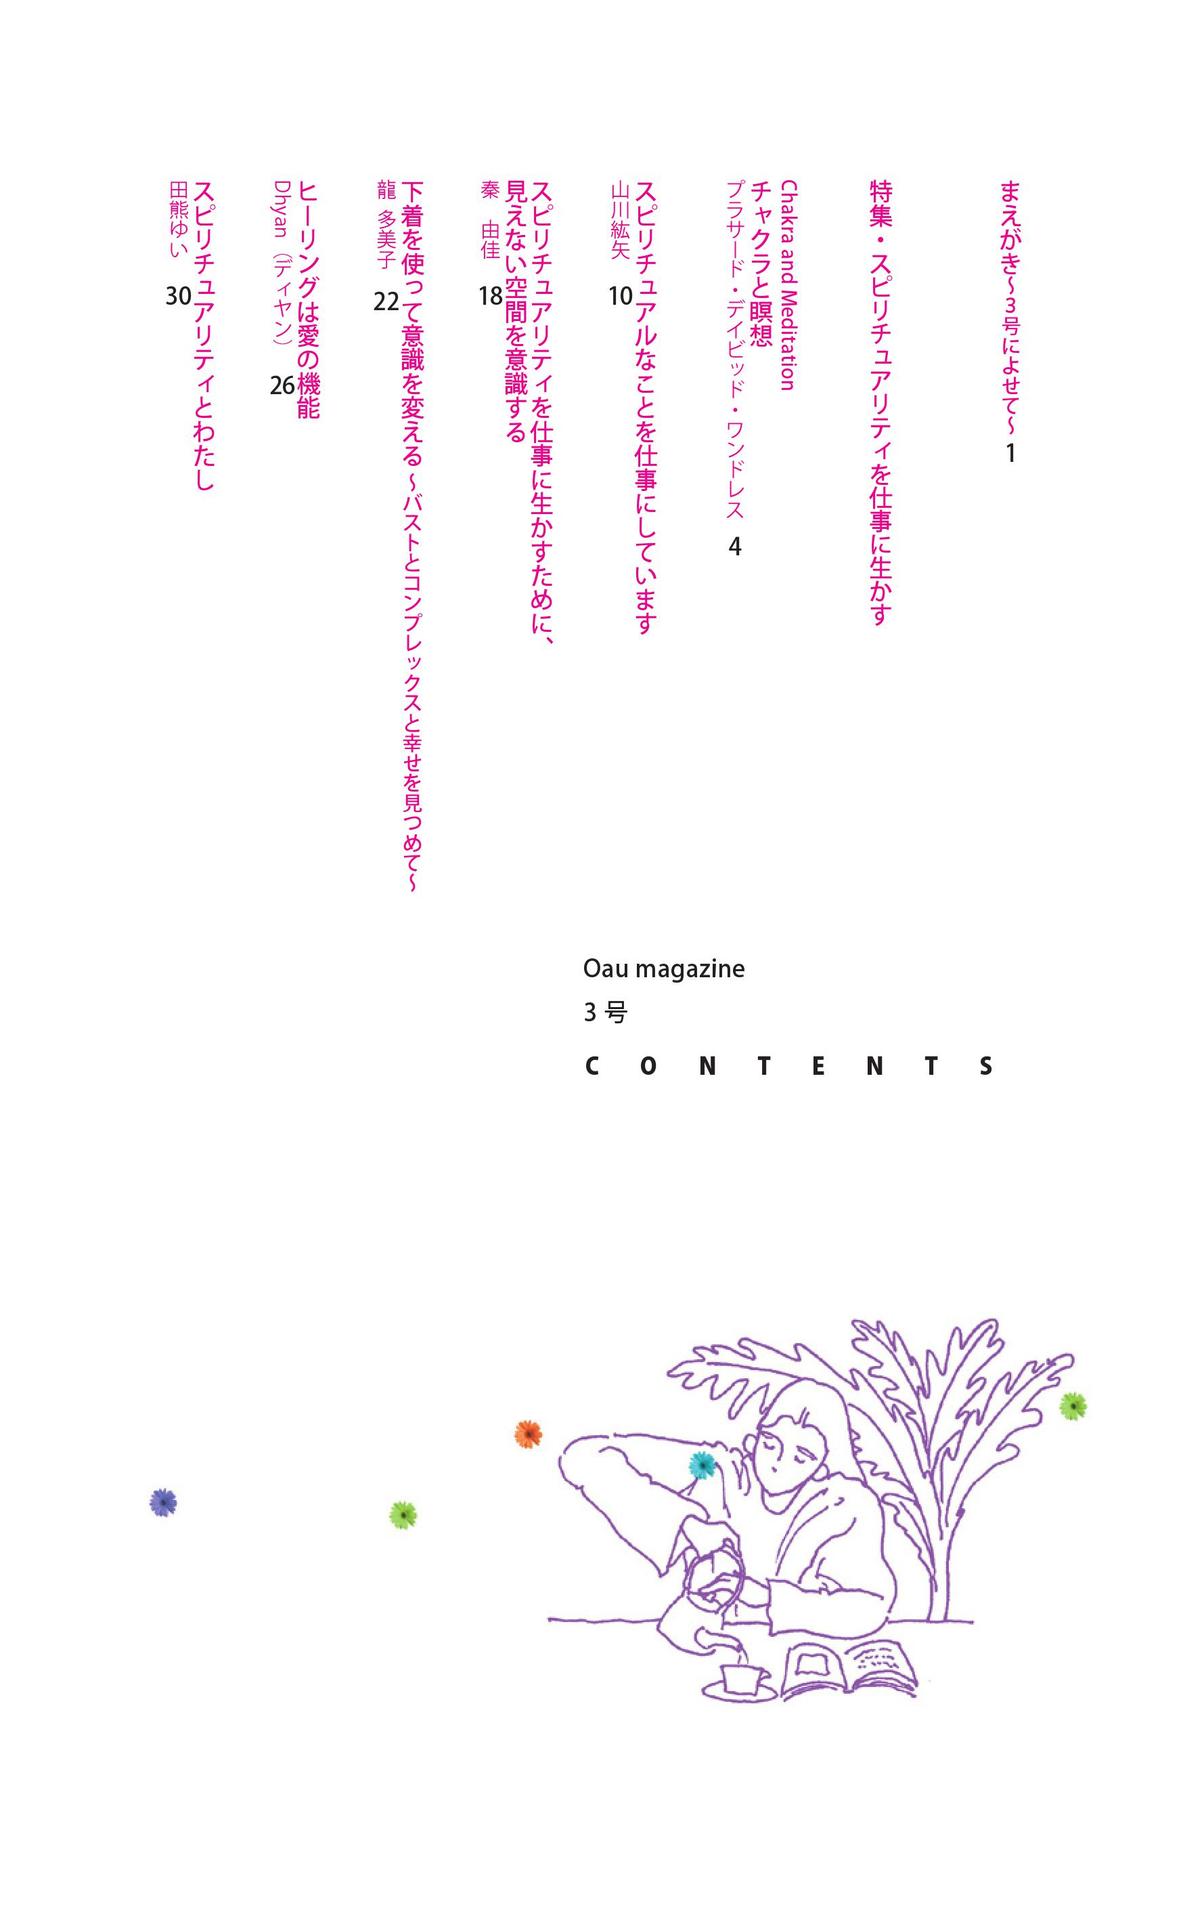 まえがき〜3号によせて〜 1
特集・スピリチュアリティを仕事に生かす
Chakra and Meditation
チャクラと瞑想
プラサード・デイビッド・ワンドレス 4
スピリチュアルなことを仕事にしています
山川紘矢 10
スピリチュアリティを仕事に生かすために、
見えない空間を意識する
秦 由佳 18
下着を使って意識を変える〜バストとコンプレックスと幸せを見つめて〜
龍 多美子 22
ヒーリングは愛の機能
Dhyan（ディヤン） 26
スピリチュアリティとわたし
田熊ゆい 30
Oau magazine
3 号
CONTENTS